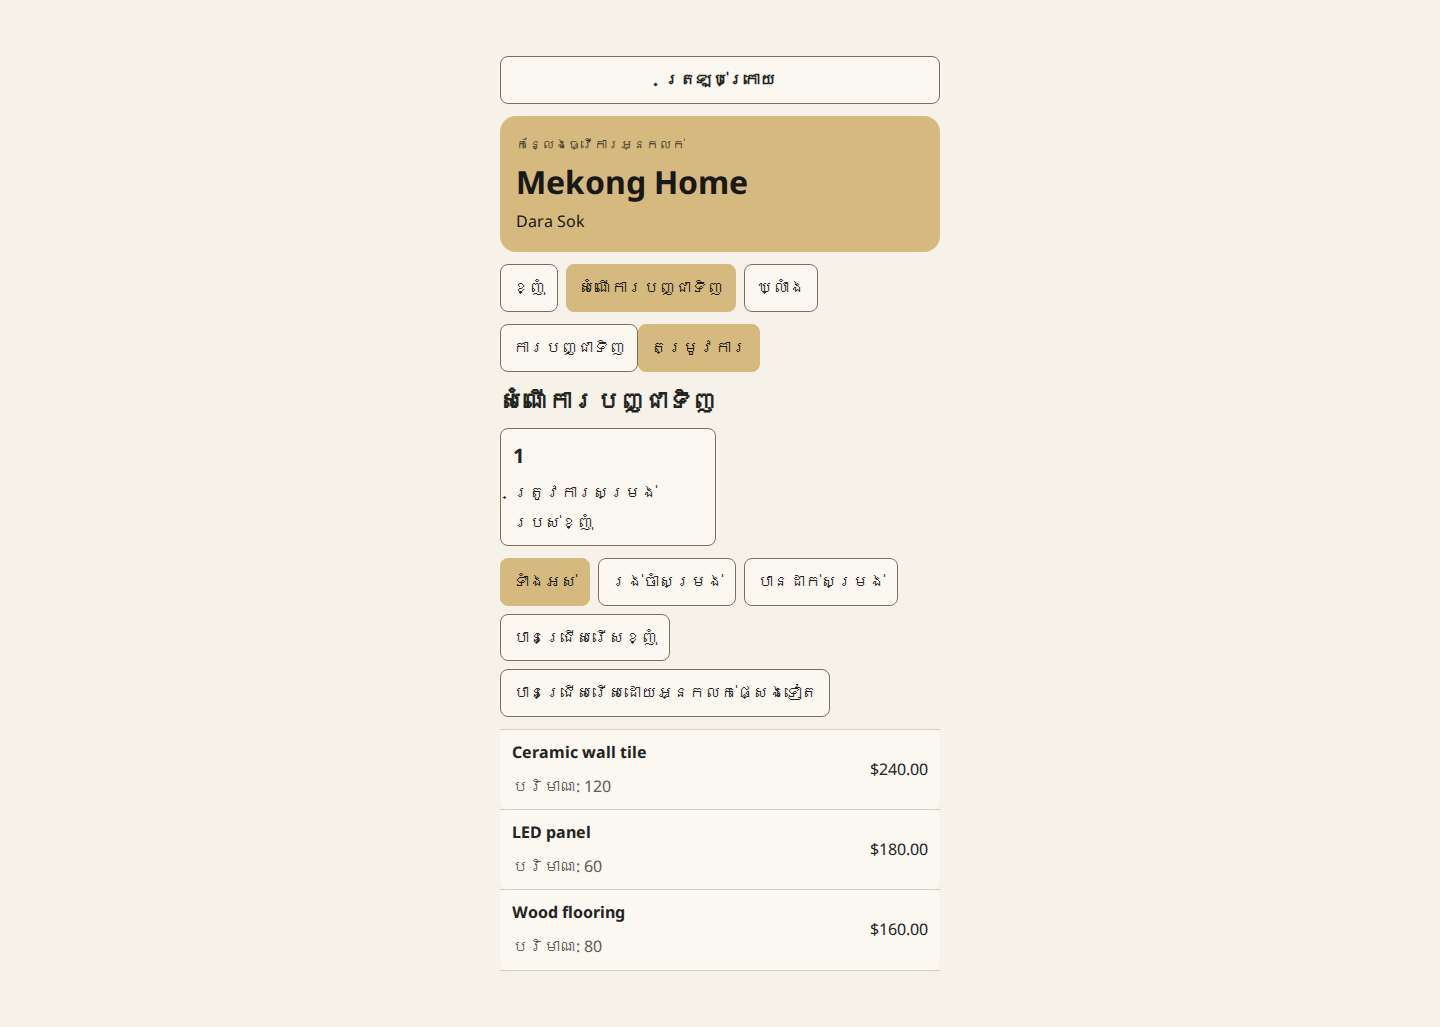 ត្រឡប់ក្រោយ
កន្លែងធ្វើការអ្នកលក់
Mekong Home
Dara Sok
ខ្ញុំ សំណើការបញ្ជាទិញ ឃ្លាំង
ការបញ្ជាទិញ តម្រូវការ
សំណើការបញ្ជាទិញ
1
ត្រូវការសម្រង់
របស់ខ្ញុំ
ទាំងអស់ រង់ចាំសម្រង់ បានដាក់សម្រង់
បានជ្រើសរើសខ្ញុំ
បានជ្រើសរើសដោយអ្នកលក់ផ្សេងទៀត
Ceramic wall tile
$240.00
បរិមាណ: 120
LED panel
$180.00
បរិមាណ: 60
Wood flooring
$160.00
បរិមាណ: 80